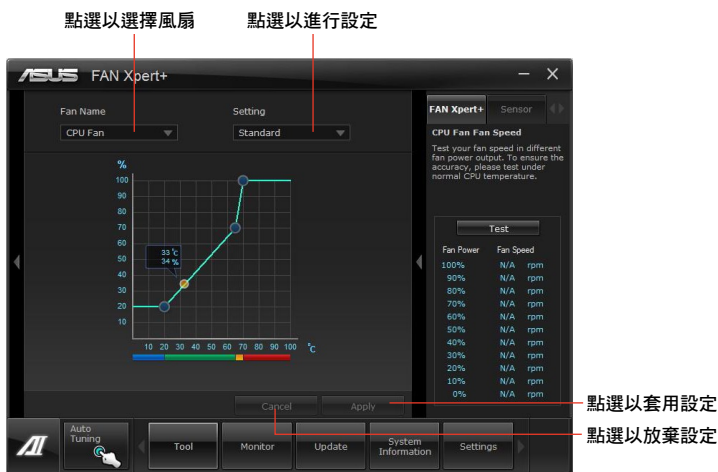 點選以選擇風扇
點選以進行設定
ASUS FAN Xpert+
Fan Name
Setting
CPU Fan
Standard
%
100
90
80
70
60
50
40
30
20
10
33 °C
34 %
10 20 30 40 50 60 70 80 90 100 °C
Cancel
Apply
FAN Xpert+
Sensor
CPU Fan Fan Speed
Test your fan speed in different
fan power output. To ensure the
accuracy, please test under
normal CPU temperature.
Test
Fan Power Fan Speed
100% N/A rpm
90% N/A rpm
80% N/A rpm
70% N/A rpm
60% N/A rpm
50% N/A rpm
40% N/A rpm
30% N/A rpm
20% N/A rpm
10% N/A rpm
0% N/A rpm
點選以套用設定
點選以放棄設定
Auto
Tuning
Tool
Monitor
Update
System
Information
Settings